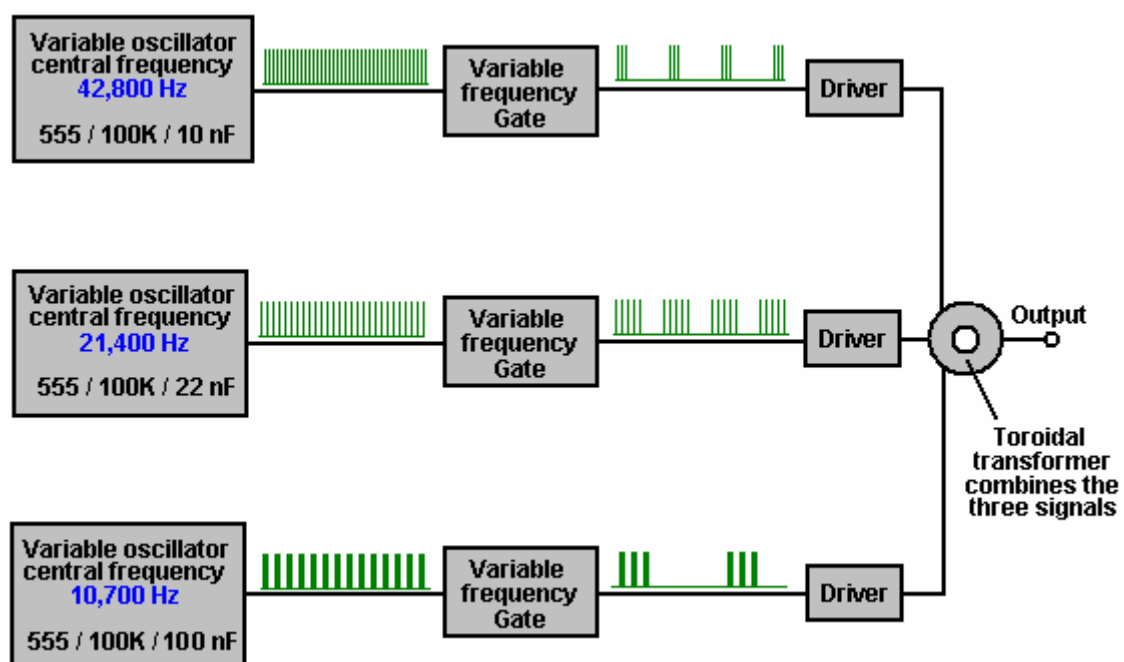 Variable oscillator
central frequency
42,800 Hz
555 / 100K / 10 nF
Variable
frequency
Gate
Driver
Variable oscillator
central frequency
21,400 Hz
555 / 100K / 22 nF
Variable
frequency
Gate
Driver
Output
Toroidal
transformer
combines the
three signals
Variable oscillator
central frequency
10,700 Hz
555 / 100K / 100 nF
Variable
frequency
Gate
Driver